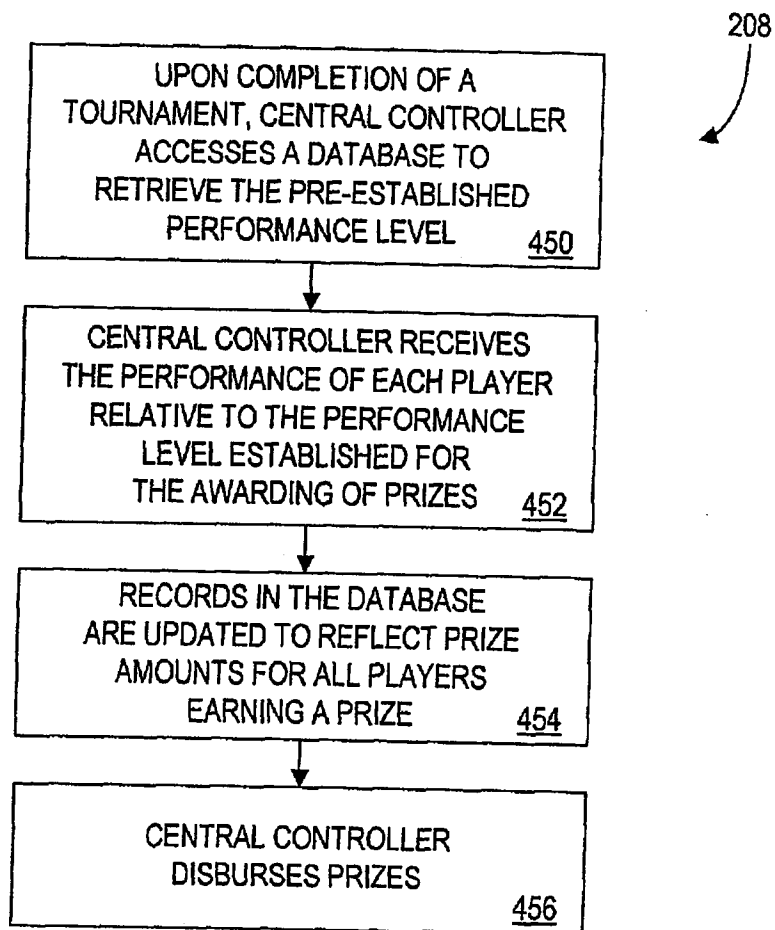 208
UPON COMPLETION OF A
TOURNAMENT, CENTRAL CONTROLLER
ACCESSES A DATABASE TO
RETRIEVE THE PRE-ESTABLISHED
PERFORMANCE LEVEL
450
CENTRAL CONTROLLER RECEIVES
THE PERFORMANCE OF EACH PLAYER
RELATIVE TO THE PERFORMANCE
LEVEL ESTABLISHED FOR
THE AWARDING OF PRIZES
452
RECORDS IN THE DATABASE
ARE UPDATED TO REFLECT PRIZE
AMOUNTS FOR ALL PLAYERS
EARNING A PRIZE
454
CENTRAL CONTROLLER
DISBURSES PRIZES
456